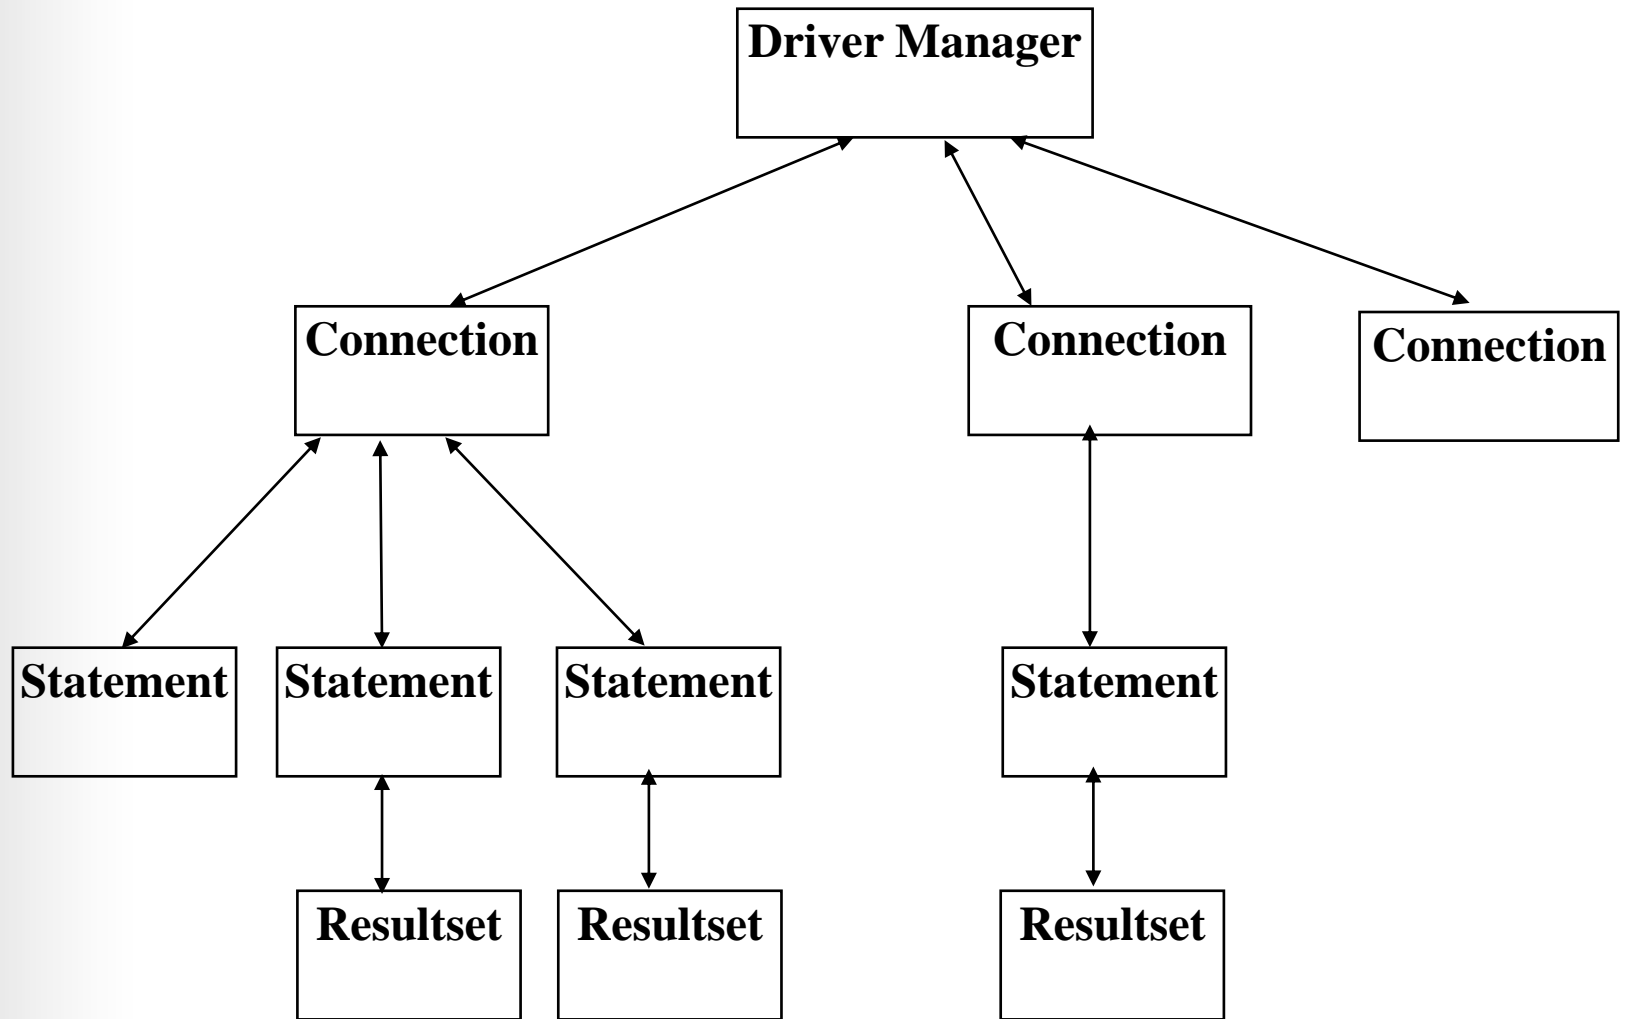 Driver Manager
Connection
Connection
Connection
Statement
Statement
Statement
Statement
Resultset
Resultset
Resultset